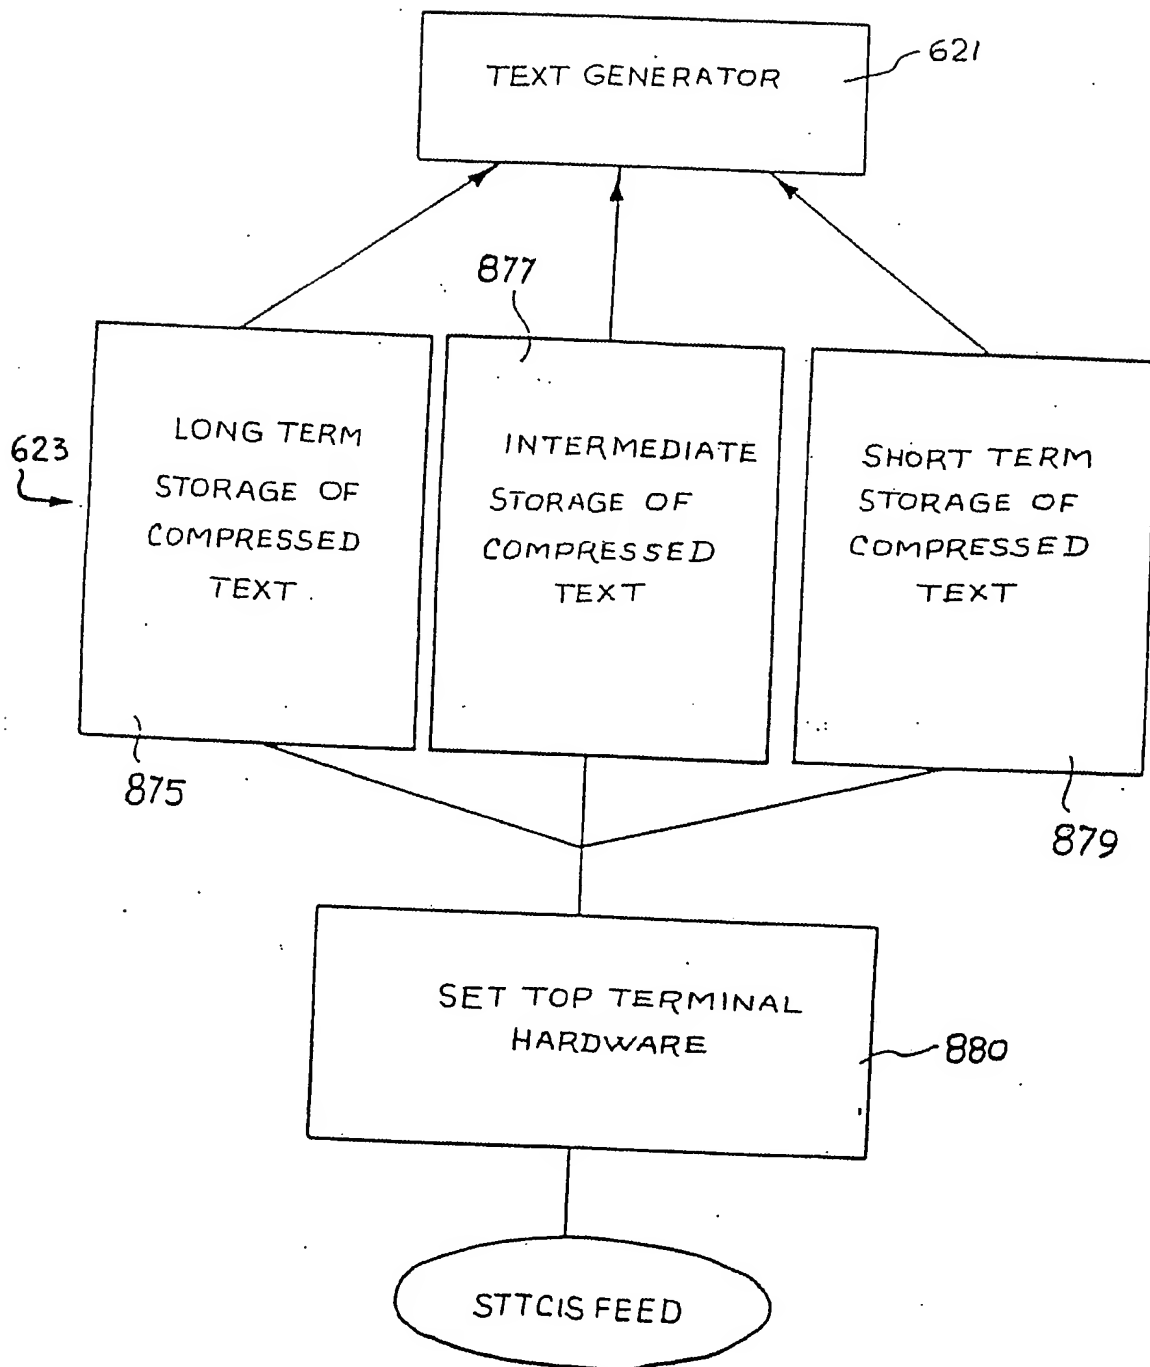 TEXT GENERATOR
621
877
623
LONG TERM
STORAGE OF
COMPRESSED
TEXT
INTERMEDIATE
STORAGE OF
COMPRESSED
TEXT
SHORT TERM
STORAGE OF
COMPRESSED
TEXT
875
879
SET TOP TERMINAL
HARDWARE
880
STTCIS FEED